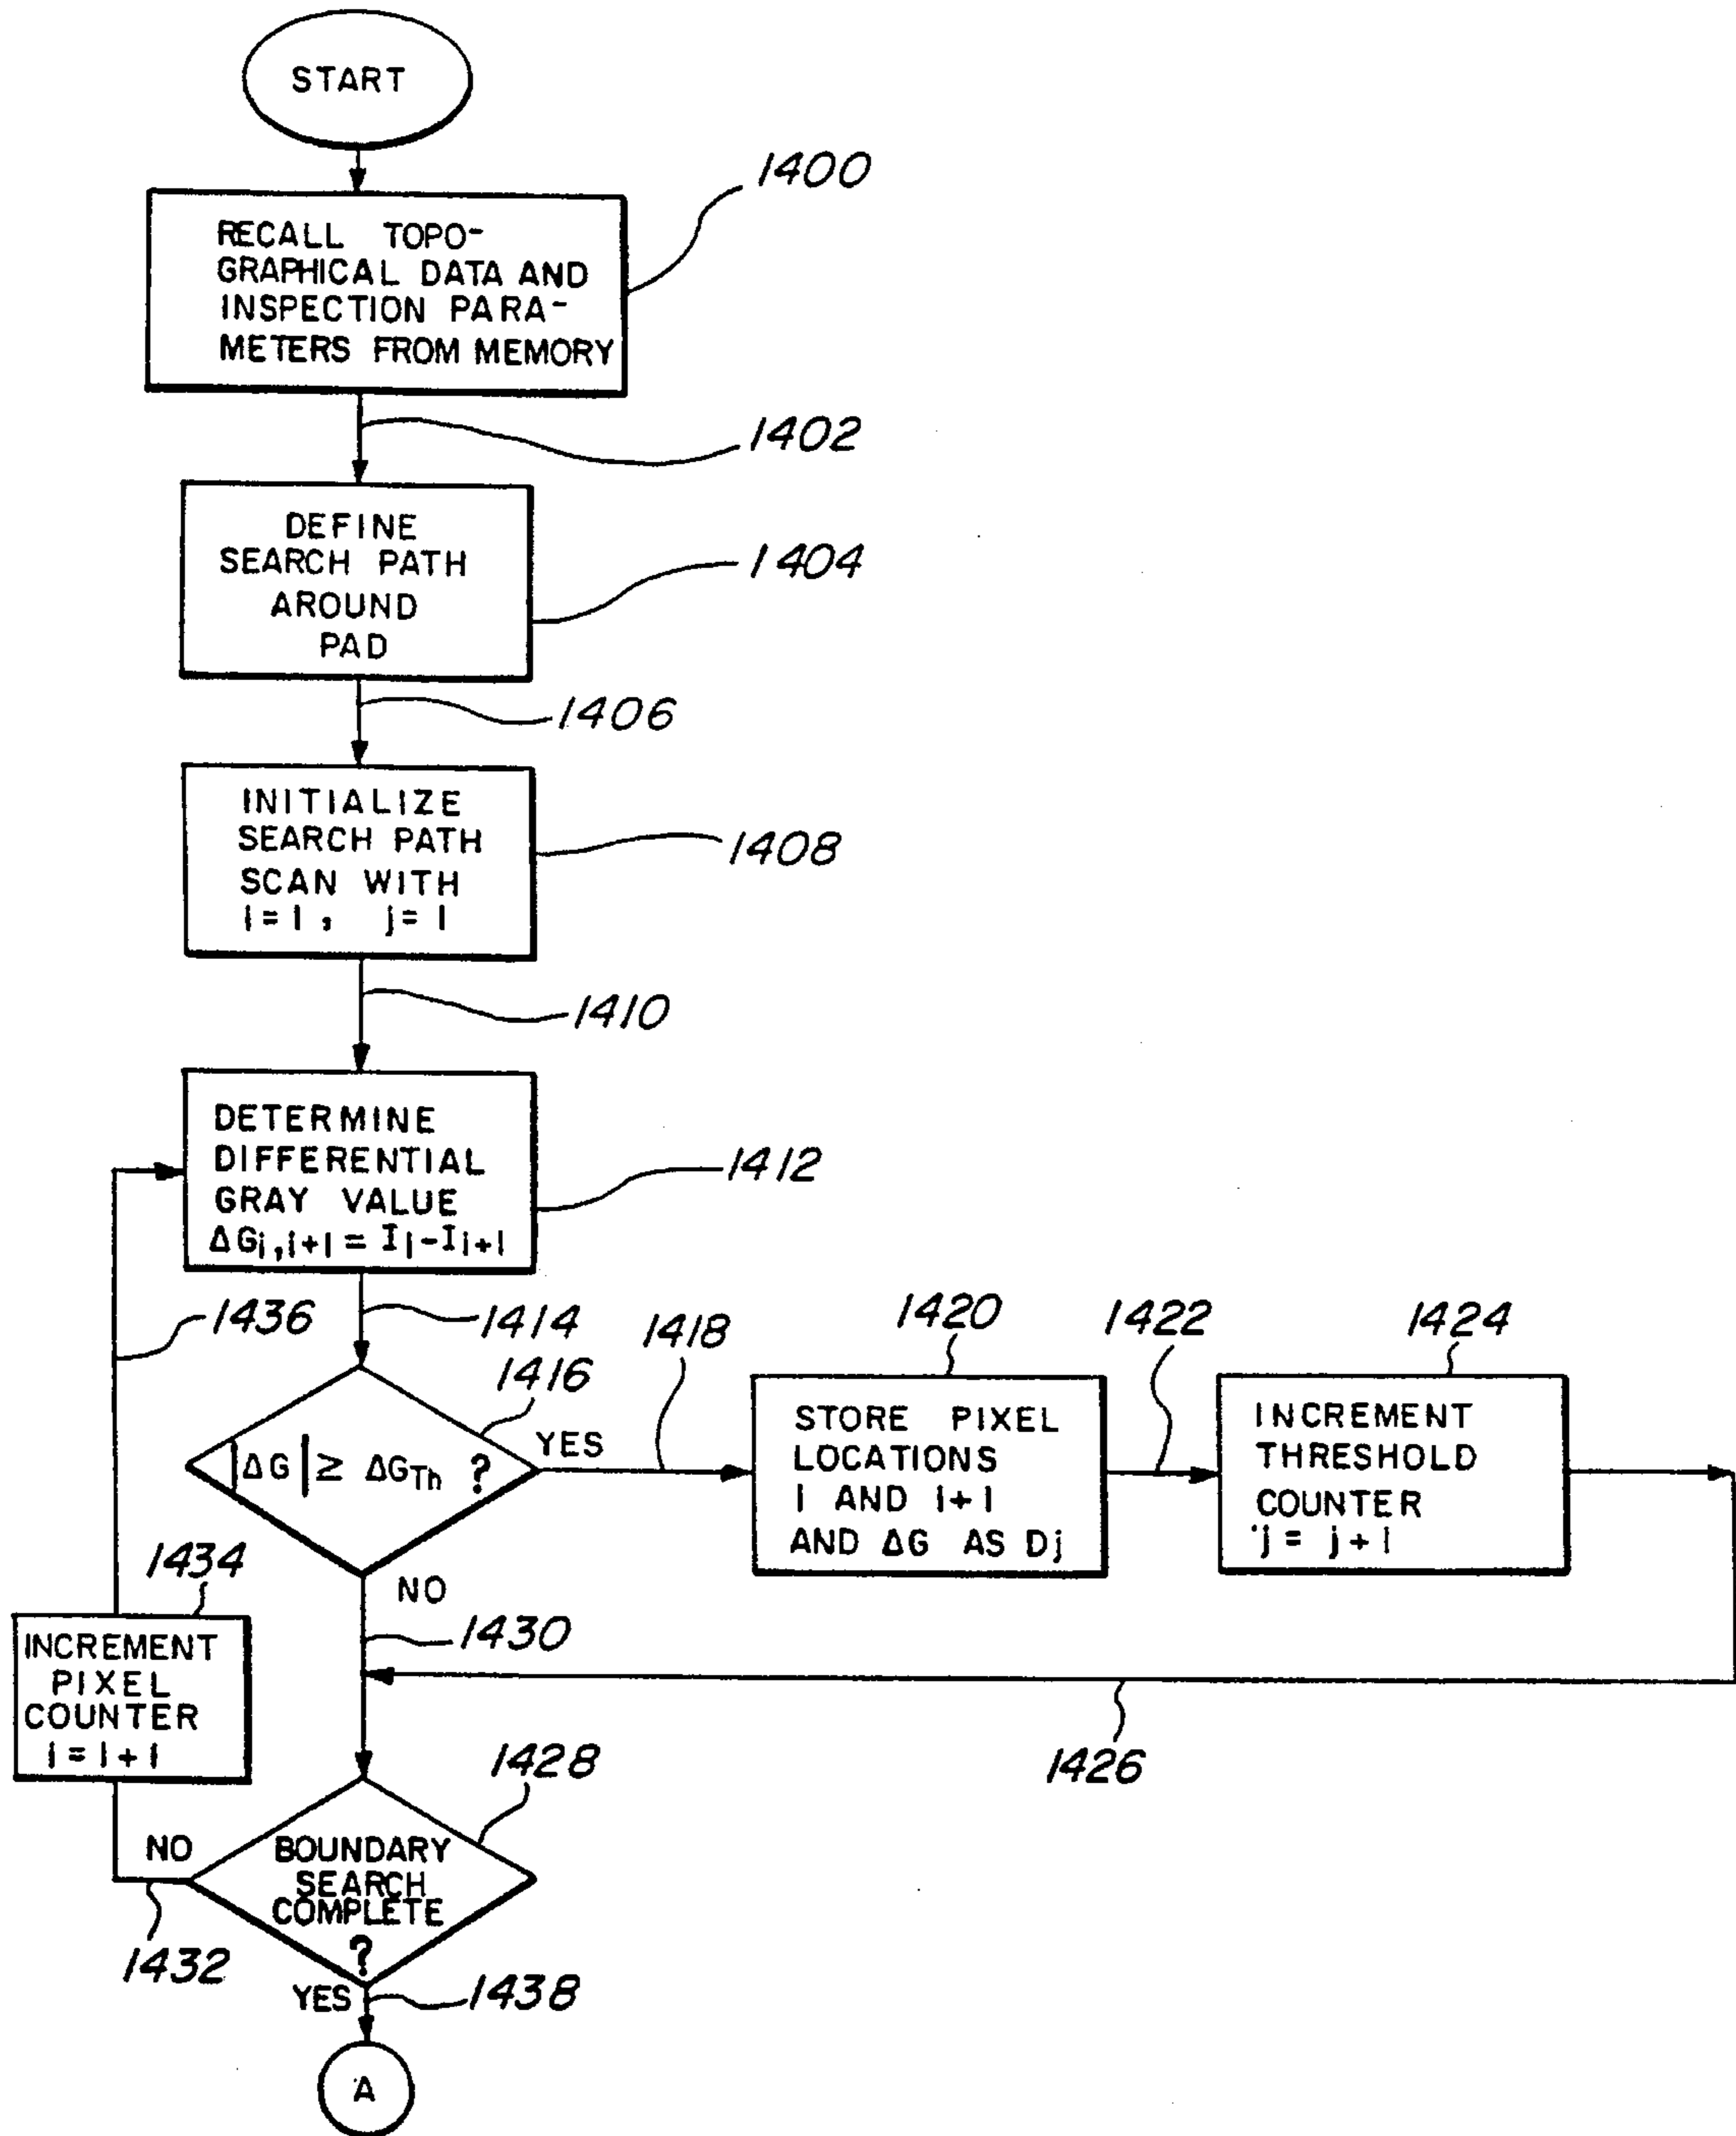 START
1400
RECALL TOPO-
GRAPHICAL DATA AND
INSPECTION PARA-
METERS FROM MEMORY
1402
DEFINE
SEARCH PATH
AROUND
PAD
1404
1406
INITIALIZE
SEARCH PATH
SCAN WITH
i = 1 , j = 1
1408
1410
DETERMINE
DIFFERENTIAL
GRAY VALUE
ΔGi,i+1 = Ii-Ii+1
1412
1436
1414
1416
|ΔG| ≥ ΔGTh ?
YES
1418
1420
STORE PIXEL
LOCATIONS
i AND i+1
AND ΔG AS Dj
1422
1424
INCREMENT
THRESHOLD
COUNTER
j = j + 1
NO
1430
1434
INCREMENT
PIXEL
COUNTER
i = i + 1
1426
1428
NO
BOUNDARY
SEARCH
COMPLETE
?
1432
YES
1438
A